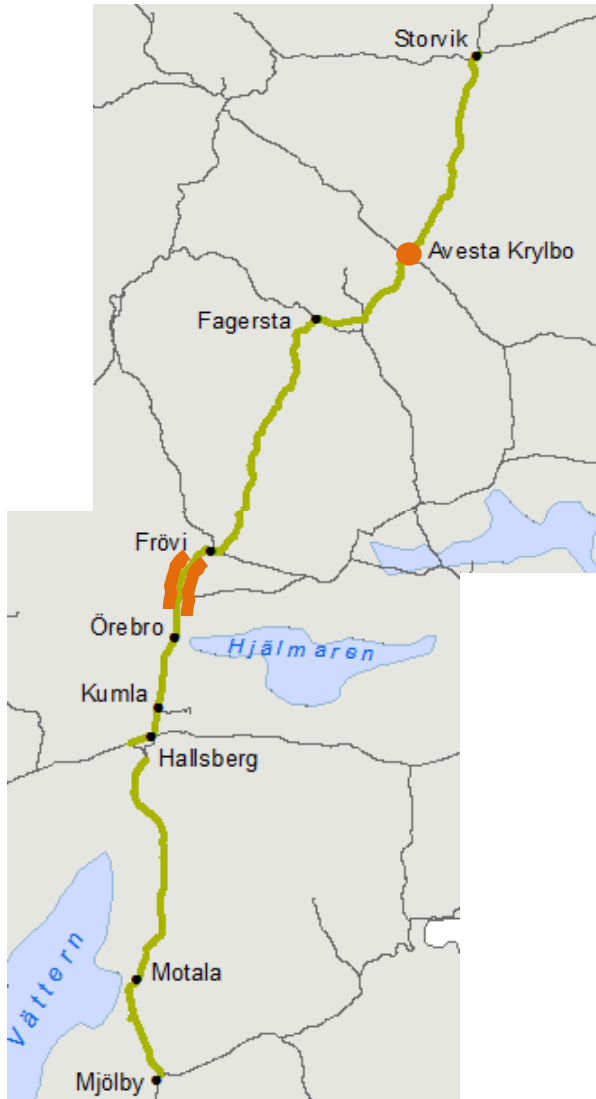 Storvik
Avesta Krylbo
Fagersta
Frövi
Örebro
Hjälmaren
Kumla
Hallsberg
Vättern
Motala
Mjölby